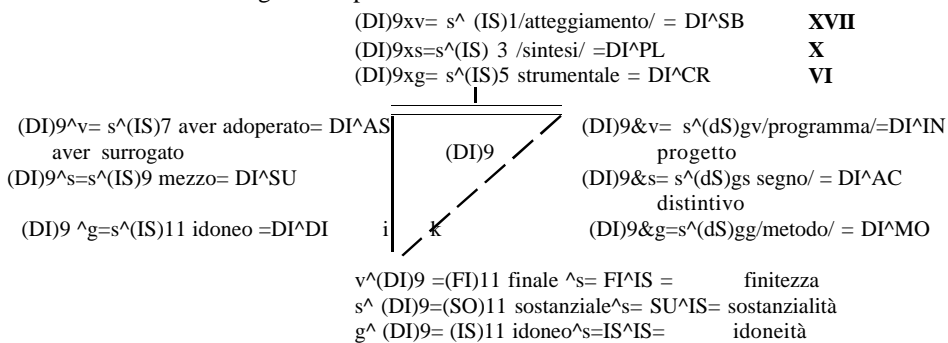 (DI)9xv= s^ (IS)1/atteggiamento/ = DI^SB XVII
(DI)9xs=s^(IS) 3 /sintesi/ =DI^PL X
(DI)9xg= s^(IS)5 strumentale = DI^CR VI
(DI)9^v= s^(IS)7 aver adoperato= DI^AS (DI)9&v= s^(dS)gv/programma/=DI^IN
aver surrogato (DI)9 progetto
(DI)9^s=s^(IS)9 mezzo= DI^SU (DI)9&s= s^(dS)gs segno/ = DI^AC
distintivo
(DI)9 ^g=s^(IS)11 idoneo =DI^DI i k (DI)9&g=s^(dS)gg/metodo/ = DI^MO
v^(DI)9 =(FI)11 finale ^s= FI^IS = finitezza
s^ (DI)9=(SO)11 sostanziale^s= SU^IS= sostanzialità
g^ (DI)9= (IS)11 idoneo^s=IS^IS= idoneità